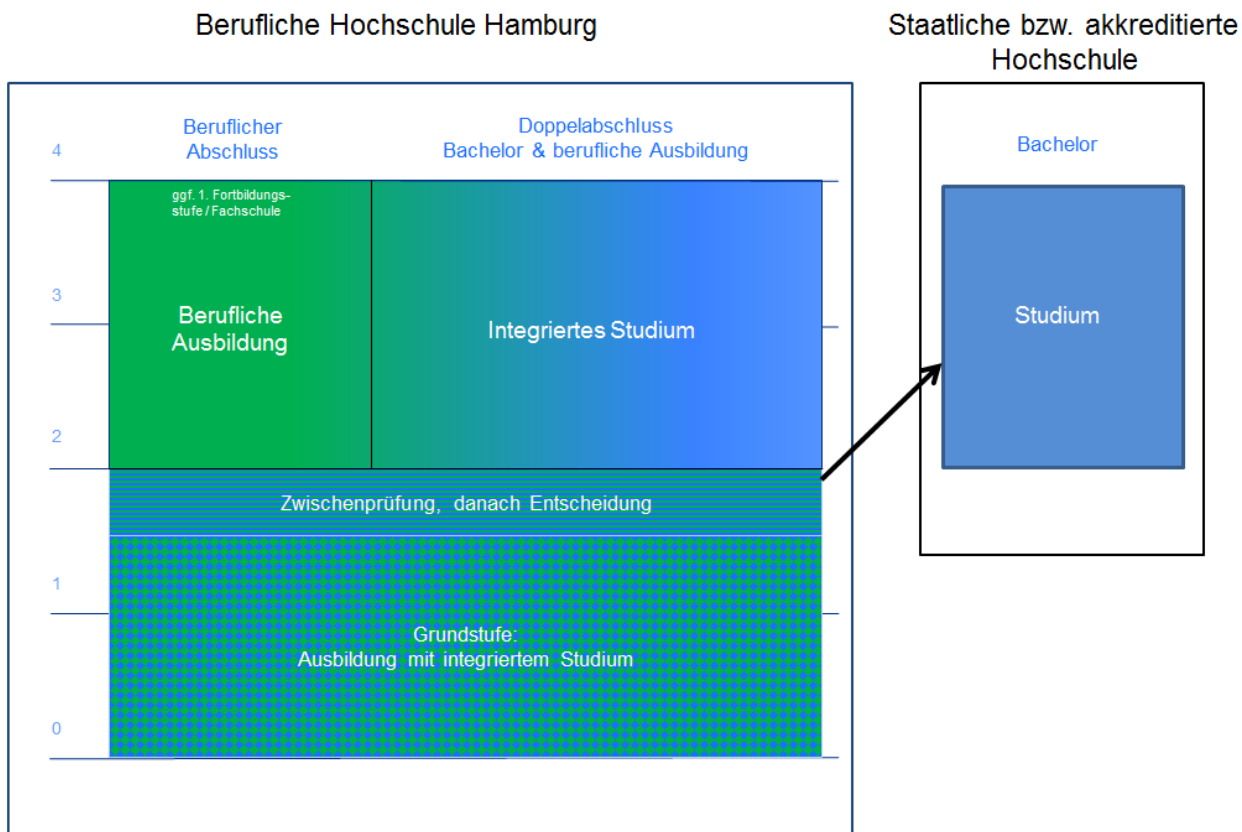 Berufliche Hochschule Hamburg
Staatliche bzw. akkreditierte
Hochschule
Beruflicher
Abschluss
Doppelabschluss
Bachelor & berufliche Ausbildung
Bachelor
4
ggf. 1. Fortbildungs-
stufe / Fachschule
3
Berufliche
Ausbildung
Integriertes Studium
Studium
2
Zwischenprüfung, danach Entscheidung
1
Grundstufe:
Ausbildung mit integriertem Studium
0